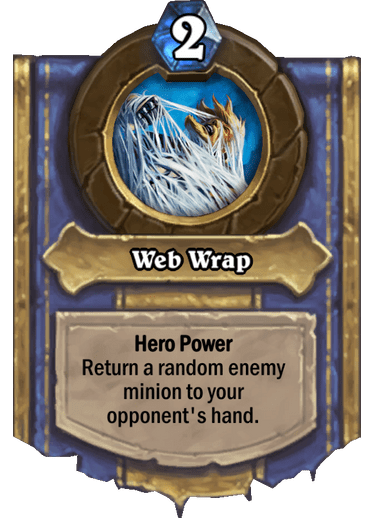 2
Web Wrap
Hero Power
Return a random enemy
minion to your
opponent's hand.